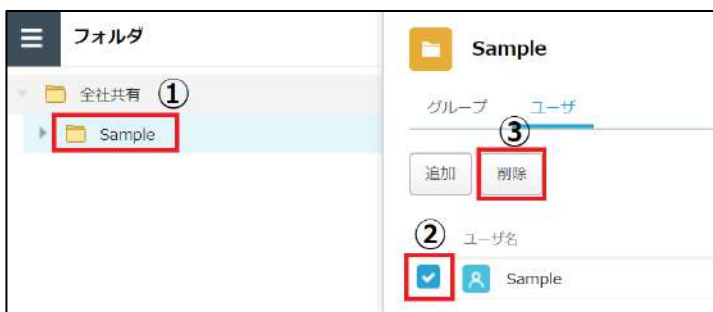 フォルダ
全社共有 ①
Sample
Sample
グループ ユーザ
③
追加 削除
② ユーザ名
Sample